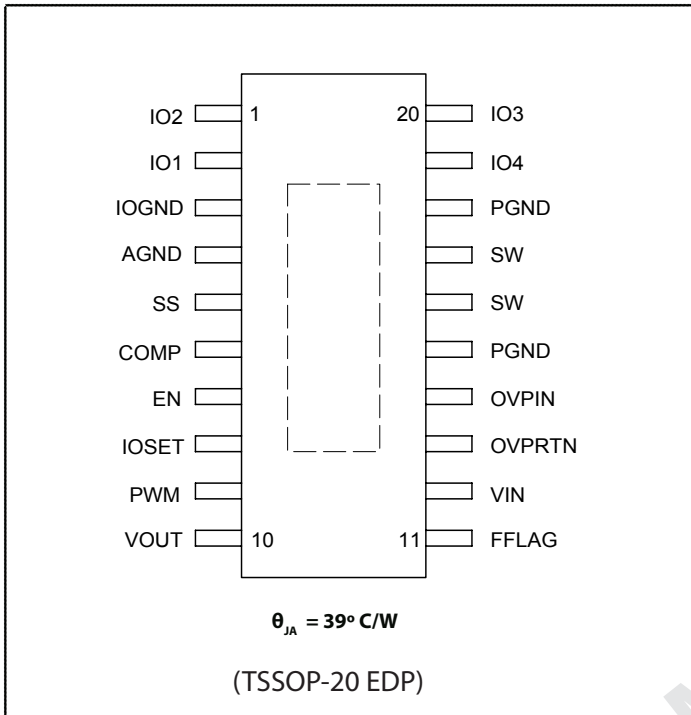 IO2 1 20 IO3
IO1 IO4
IOGND PGND
AGND SW
SS SW
COMP PGND
EN OVPIN
IOSET OVPRTN
PWM VIN
VOUT 10 11 FFLAG
θJA = 39º C/W
(TSSOP-20 EDP)